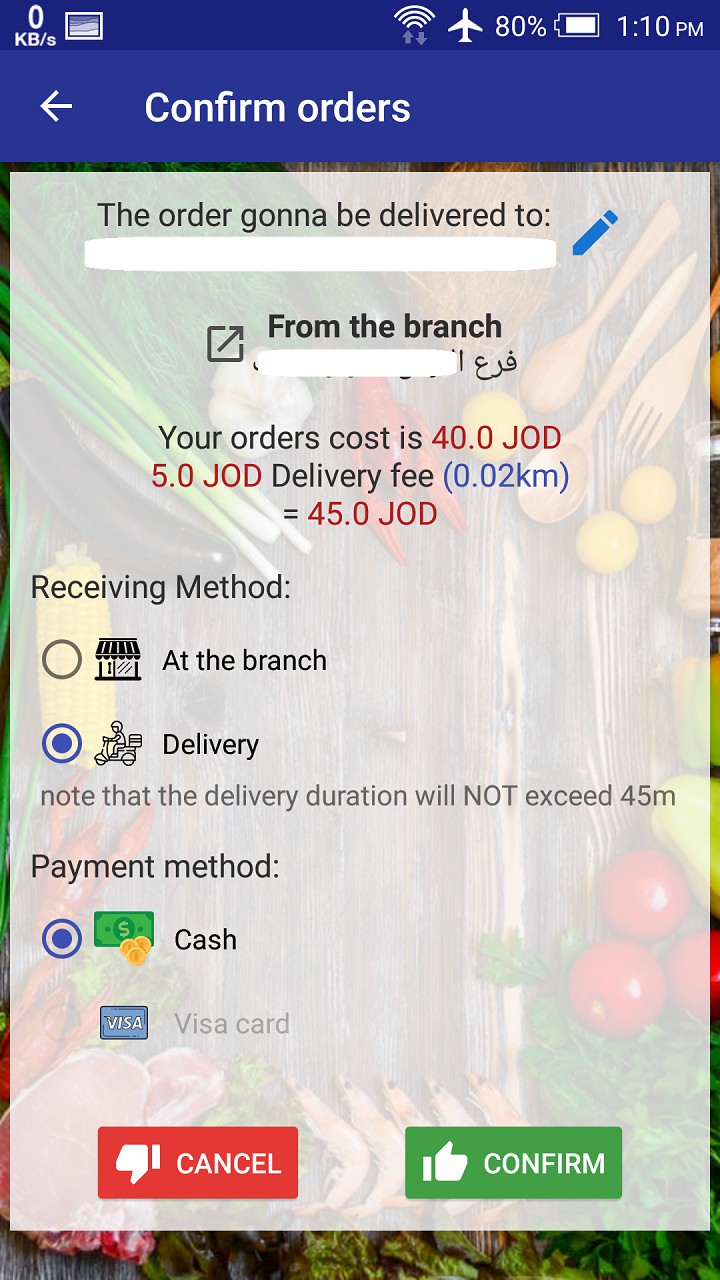 0
KB/s
80%
1:10 PM
Confirm orders
The order gonna be delivered to:
From the branch
فرع
Your orders cost is 40.0 JOD
5.0 JOD Delivery fee (0.02km)
= 45.0 JOD
Receiving Method:
At the branch
Delivery
note that the delivery duration will NOT exceed 45m
Payment method:
Cash
VISA
Visa card
CANCEL
CONFIRM